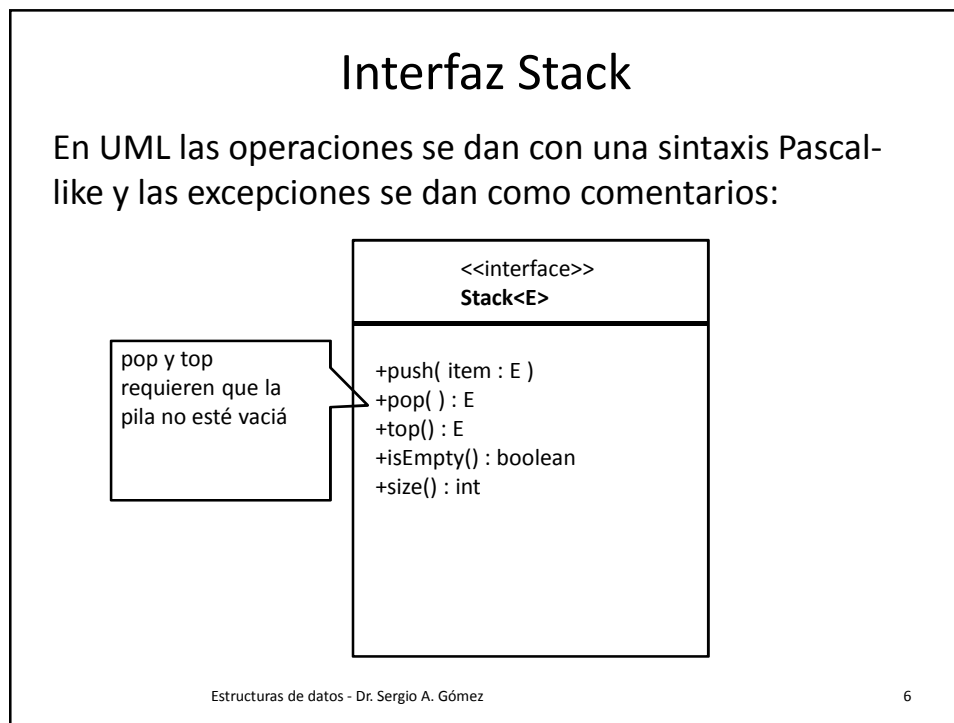 Interfaz Stack
En UML las operaciones se dan con una sintaxis Pascal-
like y las excepciones se dan como comentarios:
<<interface>>
Stack<E>
pop y top
requieren que la
pila no esté vaciá
+push( item : E )
+pop( ) : E
+top() : E
+isEmpty() : boolean
+size() : int
Estructuras de datos - Dr. Sergio A. Gómez
6